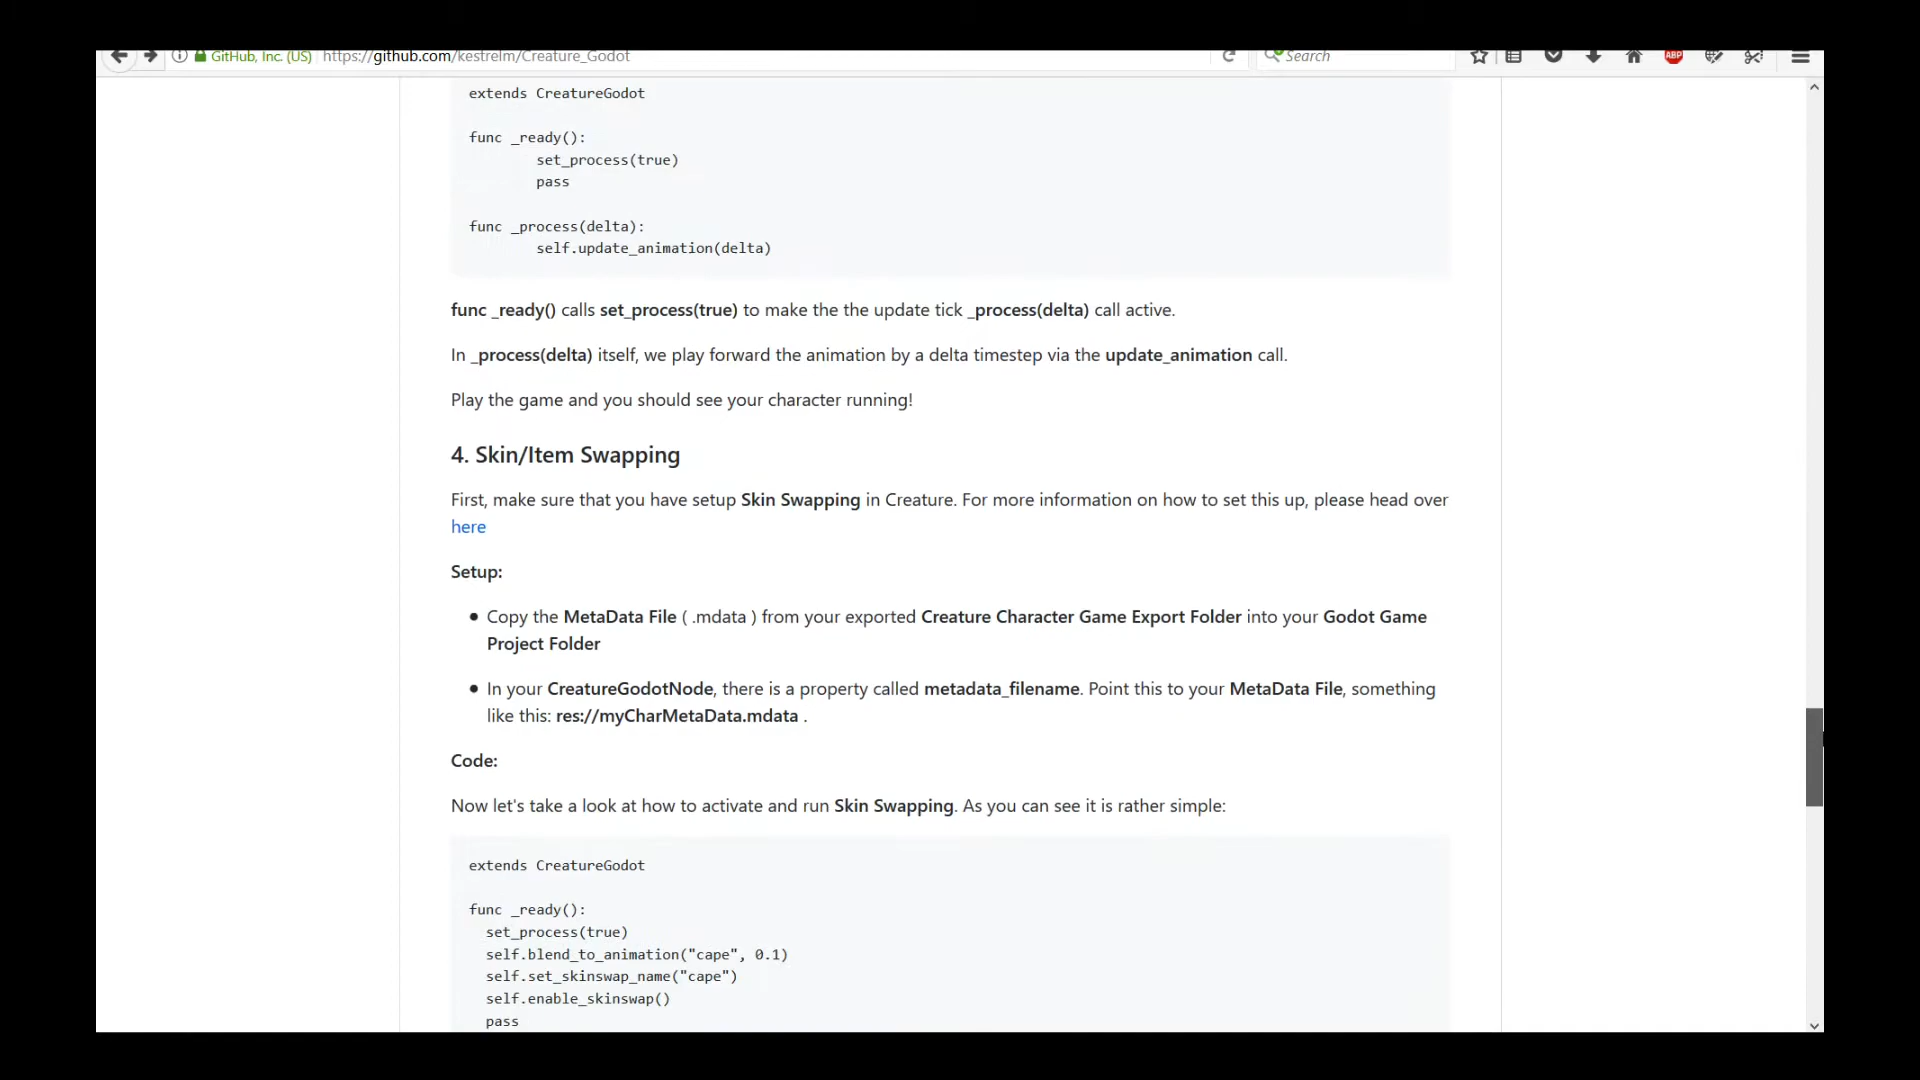 GitHub, Inc. (US) https://github.com/kestrelm/Creature_Godot Search ABP
extends CreatureGodot
func _ready():
set_process(true)
pass
func _process(delta):
self.update_animation(delta)
func _ready() calls set_process(true) to make the the update tick _process(delta) call active.
In _process(delta) itself, we play forward the animation by a delta timestep via the update_animation call.
Play the game and you should see your character running!
4. Skin/Item Swapping
First, make sure that you have setup Skin Swapping in Creature. For more information on how to set this up, please head over
here
Setup:
Copy the MetaData File ( .mdata ) from your exported Creature Character Game Export Folder into your Godot Game
Project Folder
In your CreatureGodotNode, there is a property called metadata_filename. Point this to your MetaData File, something
like this: res://myCharMetaData.mdata .
Code:
Now let's take a look at how to activate and run Skin Swapping. As you can see it is rather simple:
extends CreatureGodot
func _ready():
set_process(true)
self.blend_to_animation("cape", 0.1)
self.set_skinswap_name("cape")
self.enable_skinswap()
pass